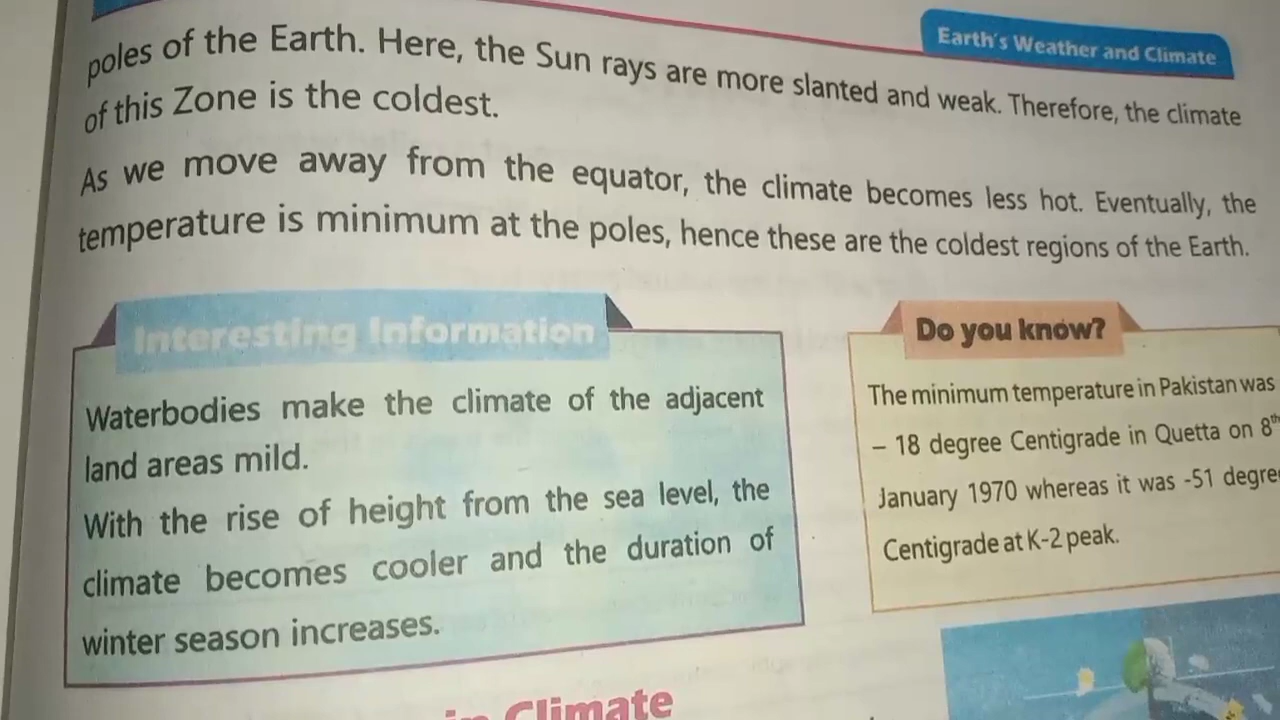 Earth's Weather and Climate
poles of the Earth. Here, the Sun rays are more slanted and weak. Therefore, the climate
of this Zone is the coldest.
As we move away from the equator, the climate becomes less hot. Eventually, the
temperature is minimum at the poles, hence these are the coldest regions of the Earth.
Interesting Information
Waterbodies make the climate of the adjacent
land areas mild.
With the rise of height from the sea level, the
climate becomes cooler and the duration of
winter season increases.
Do you know?
The minimum temperature in Pakistan was
– 18 degree Centigrade in Quetta on 8th
January 1970 whereas it was -51 degree
Centigrade at K-2 peak.
in Climate